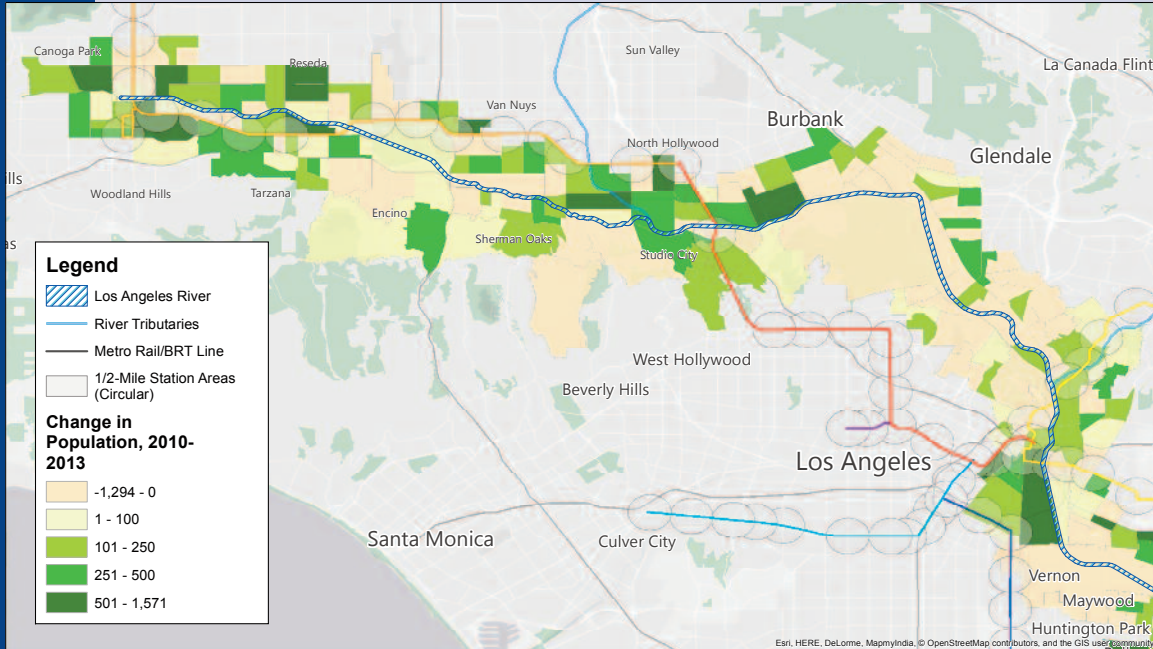 Canoga Park
Reseda
Sun Valley
La Canada Flint
Van Nuys
Burbank
North Hollywood
Glendale
ills
Woodland Hills
Tarzana
Encino
Sherman Oaks
Studio City
as
Legend
Los Angeles River
River Tributaries
Metro Rail/BRT Line
1/2-Mile Station Areas
(Circular)
Change in
Population, 2010-
2013
-1,294 - 0
1 - 100
101 - 250
251 - 500
501 - 1,571
West Hollywood
Beverly Hills
Los Angeles
Santa Monica
Culver City
Vernon
Maywood
Huntington Park
Esri, HERE, DeLorme, MapmyIndia, © OpenStreetMap contributors, and the GIS user community